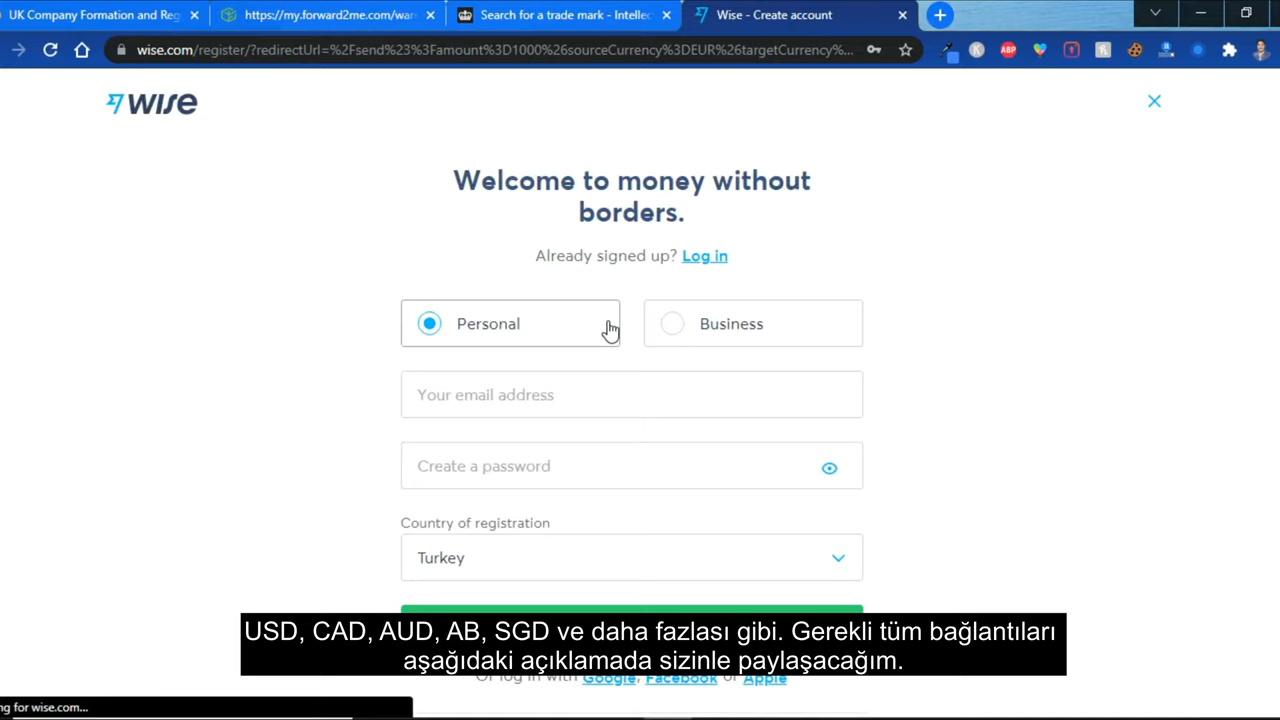 UK Company Formation and Reg
https://my.forward2me.com/war
Search for a trade mark - Intellec
Wise - Create account
wise.com/register/?redirectUrl=%2Fsend%23%3Famount%3D1000%26sourceCurrency%3DEUR%26targetCurrency%...
ABP
wise
Welcome to money without
borders.
Already signed up? Log in
Personal
Business
Your email address
Create a password
Country of registration
Turkey
USD, CAD, AUD, AB, SGD ve daha fazlası gibi. Gerekli tüm bağlantıları
aşağıdaki açıklamada sizinle paylaşacağım.
Or log in with Google, Facebook or Apple
ng for wise.com...